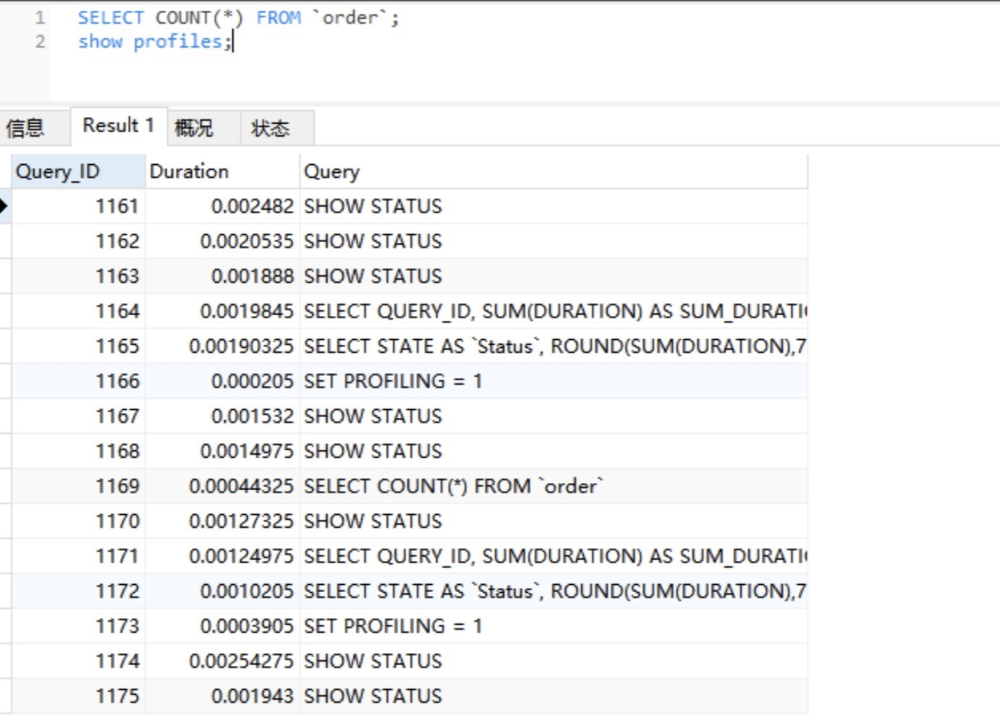 1 SELECT COUNT(*) FROM `order`;
2 show profiles;
信息 Result 1 概况 状态
Query_ID Duration Query
1161 0.002482 SHOW STATUS
1162 0.0020535 SHOW STATUS
1163 0.001888 SHOW STATUS
1164 0.0019845 SELECT QUERY_ID, SUM(DURATION) AS SUM_DURATI
1165 0.00190325 SELECT STATE AS `Status`, ROUND(SUM(DURATION),7
1166 0.000205 SET PROFILING = 1
1167 0.001532 SHOW STATUS
1168 0.0014975 SHOW STATUS
1169 0.00044325 SELECT COUNT(*) FROM `order`
1170 0.00127325 SHOW STATUS
1171 0.00124975 SELECT QUERY_ID, SUM(DURATION) AS SUM_DURATI
1172 0.0010205 SELECT STATE AS `Status`, ROUND(SUM(DURATION),7
1173 0.0003905 SET PROFILING = 1
1174 0.00254275 SHOW STATUS
1175 0.001943 SHOW STATUS